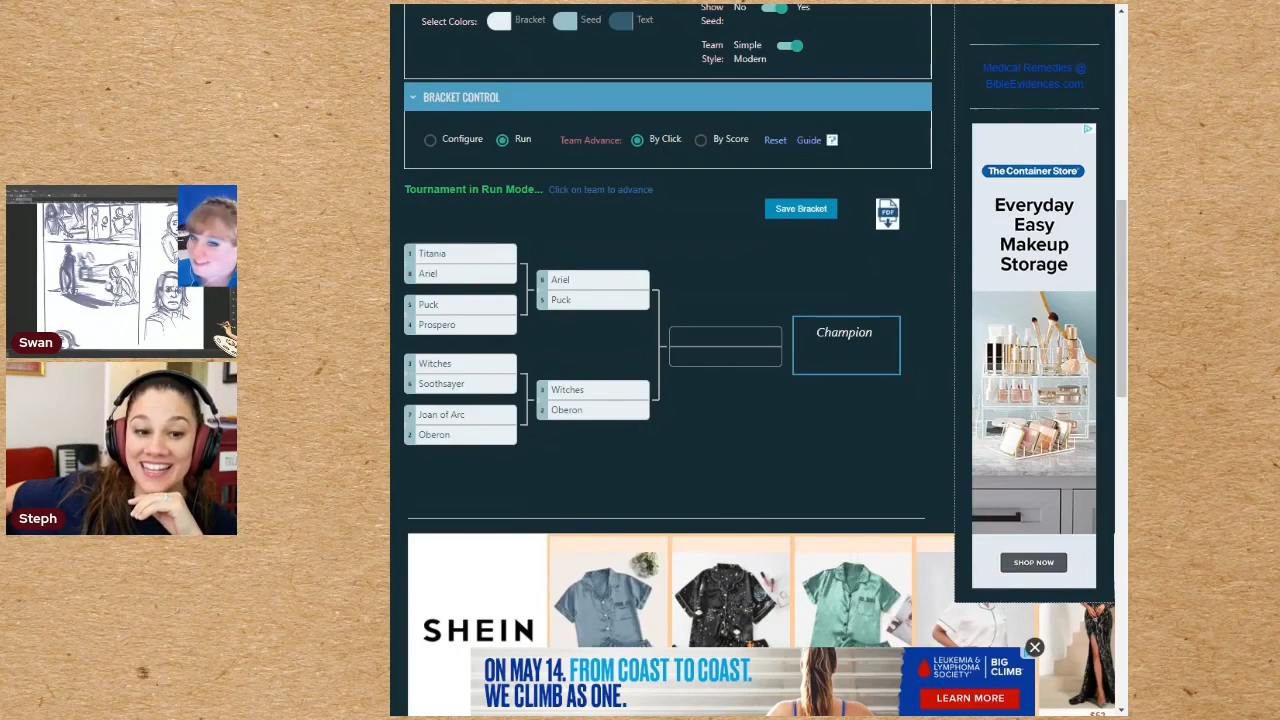 Select Colors:
Bracket
Seed
Text
Show
Seed:
No
Yes
Team
Style:
Simple
Modern
BRACKET CONTROL
Configure
Run
Team Advance:
By Click
By Score
Reset
Guide
Tournament in Run Mode...
Click on team to advance
Save Bracket
PDF
1 Titania
8 Ariel
5 Puck
4 Prospero
3 Witches
6 Soothsayer
7 Joan of Arc
2 Oberon
8 Ariel
5 Puck
3 Witches
2 Oberon
Champion
Swan
Steph
Medical Remedies @
BibleEvidences.com
The Container Store
Everyday
Easy
Makeup
Storage
SHOP NOW
SHEIN
ON MAY 14. FROM COAST TO COAST.
WE CLIMB AS ONE.
LEUKEMIA &
LYMPHOMA
SOCIETY
BIG
CLIMB
LEARN MORE